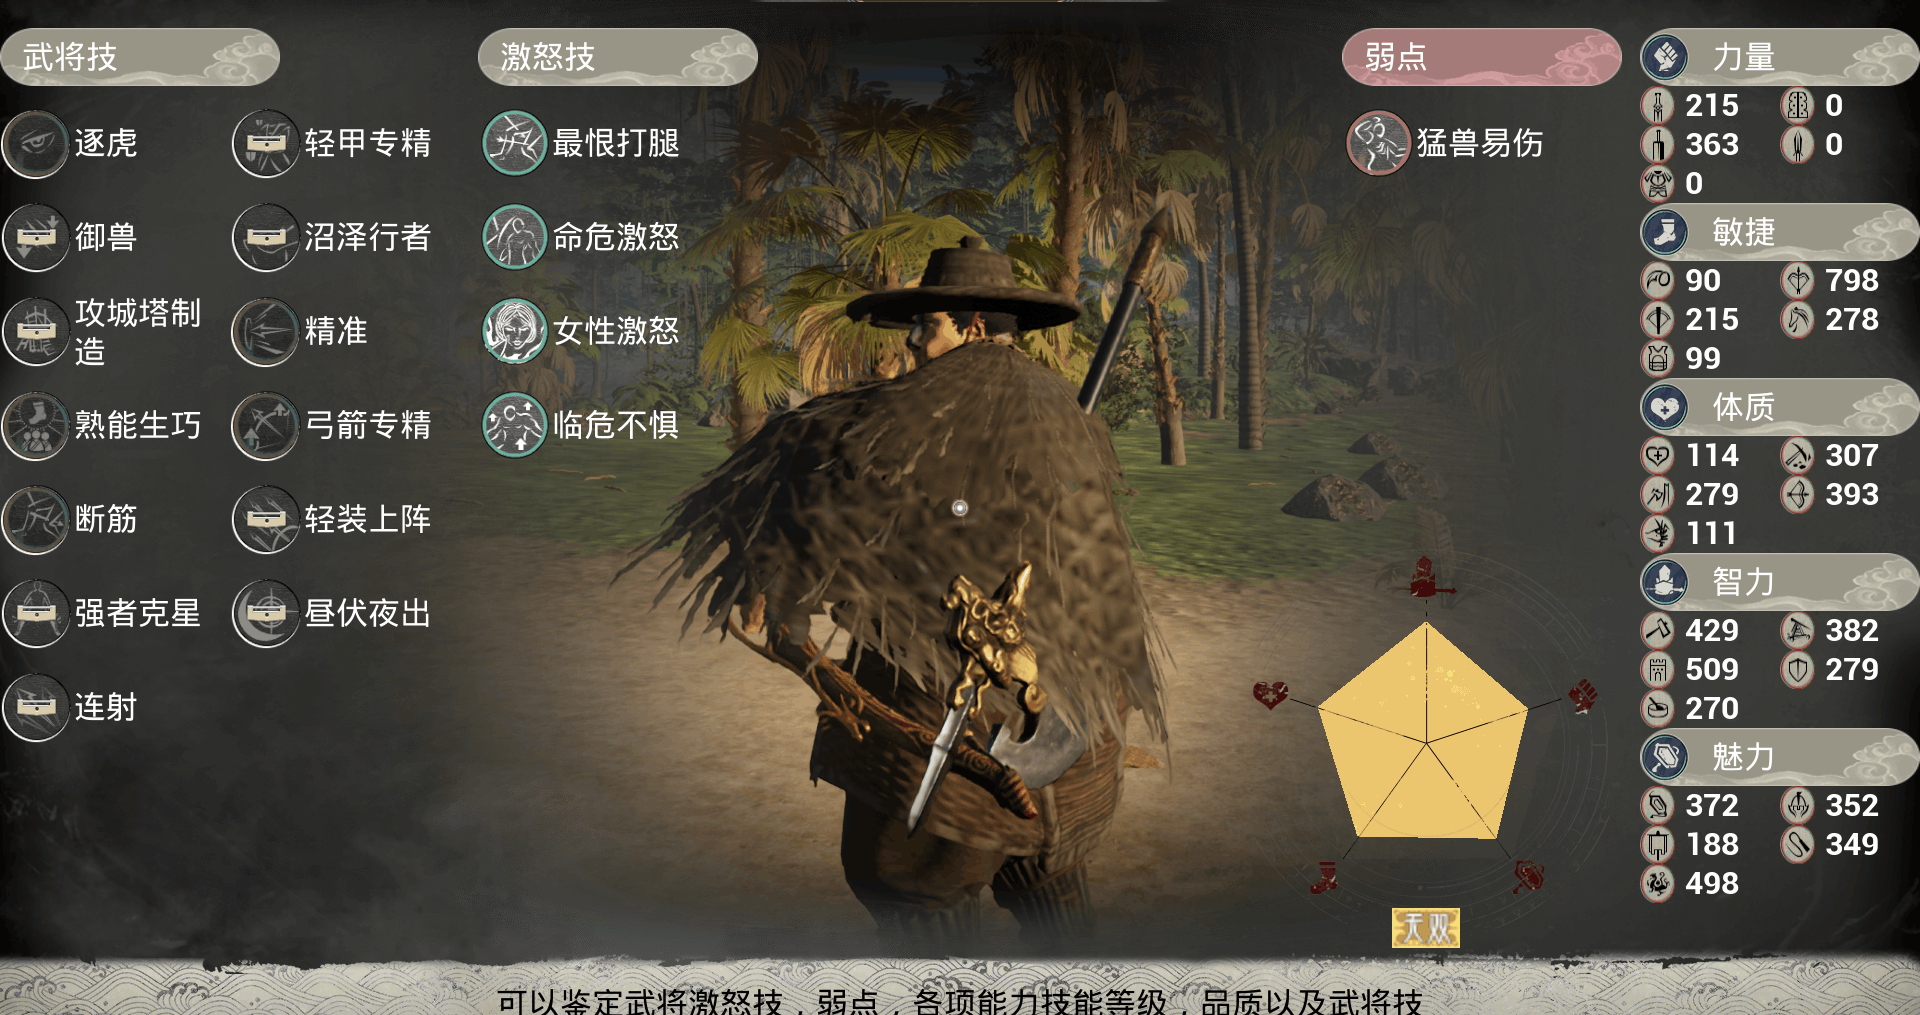 武将技
逐虎
轻甲专精
御兽
沼泽行者
攻城塔制
造
精准
熟能生巧
弓箭专精
断筋
轻装上阵
强者克星
昼伏夜出
连射
激怒技
最恨打腿
命危激怒
女性激怒
临危不惧
弱点
猛兽易伤
力量
215 0
363 0
0
敏捷
90 798
215 278
99
体质
114 307
279 393
111
智力
429 382
509 279
270
魅力
372 352
188 349
498
无双
可以鉴定武将激怒技，弱点，各项能力技能等级，品质以及武将技